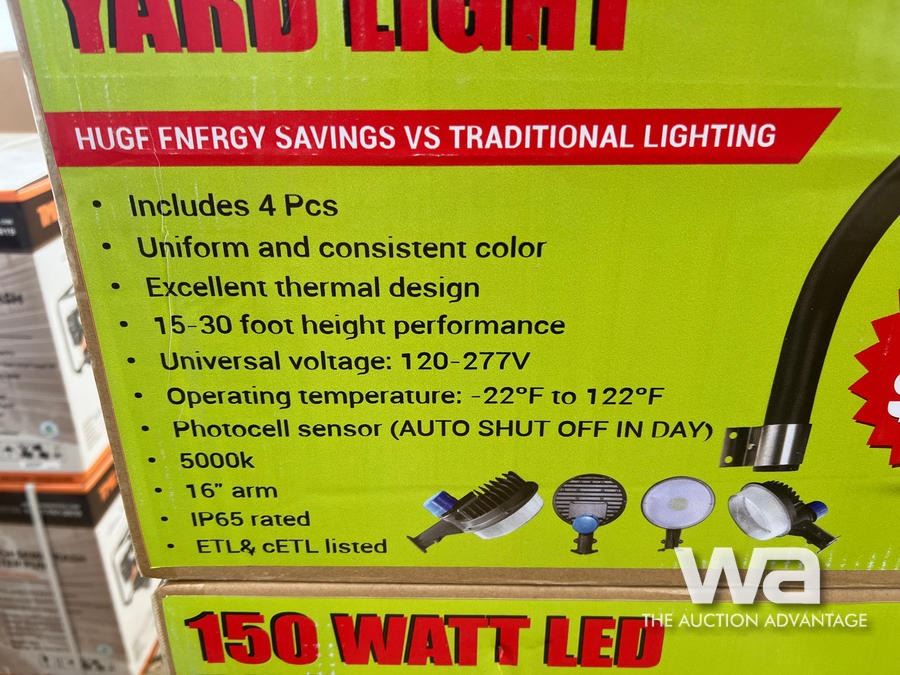 YARD LIGHT
HUGE ENERGY SAVINGS VS TRADITIONAL LIGHTING
• Includes 4 Pcs
• Uniform and consistent color
• Excellent thermal design
• 15-30 foot height performance
• Universal voltage: 120-277V
• Operating temperature: -22°F to 122°F
• Photocell sensor (AUTO SHUT OFF IN DAY)
• 5000k
• 16" arm
• IP65 rated
• ETL& cETL listed
wa
THE AUCTION ADVANTAGE
150 WATT LED